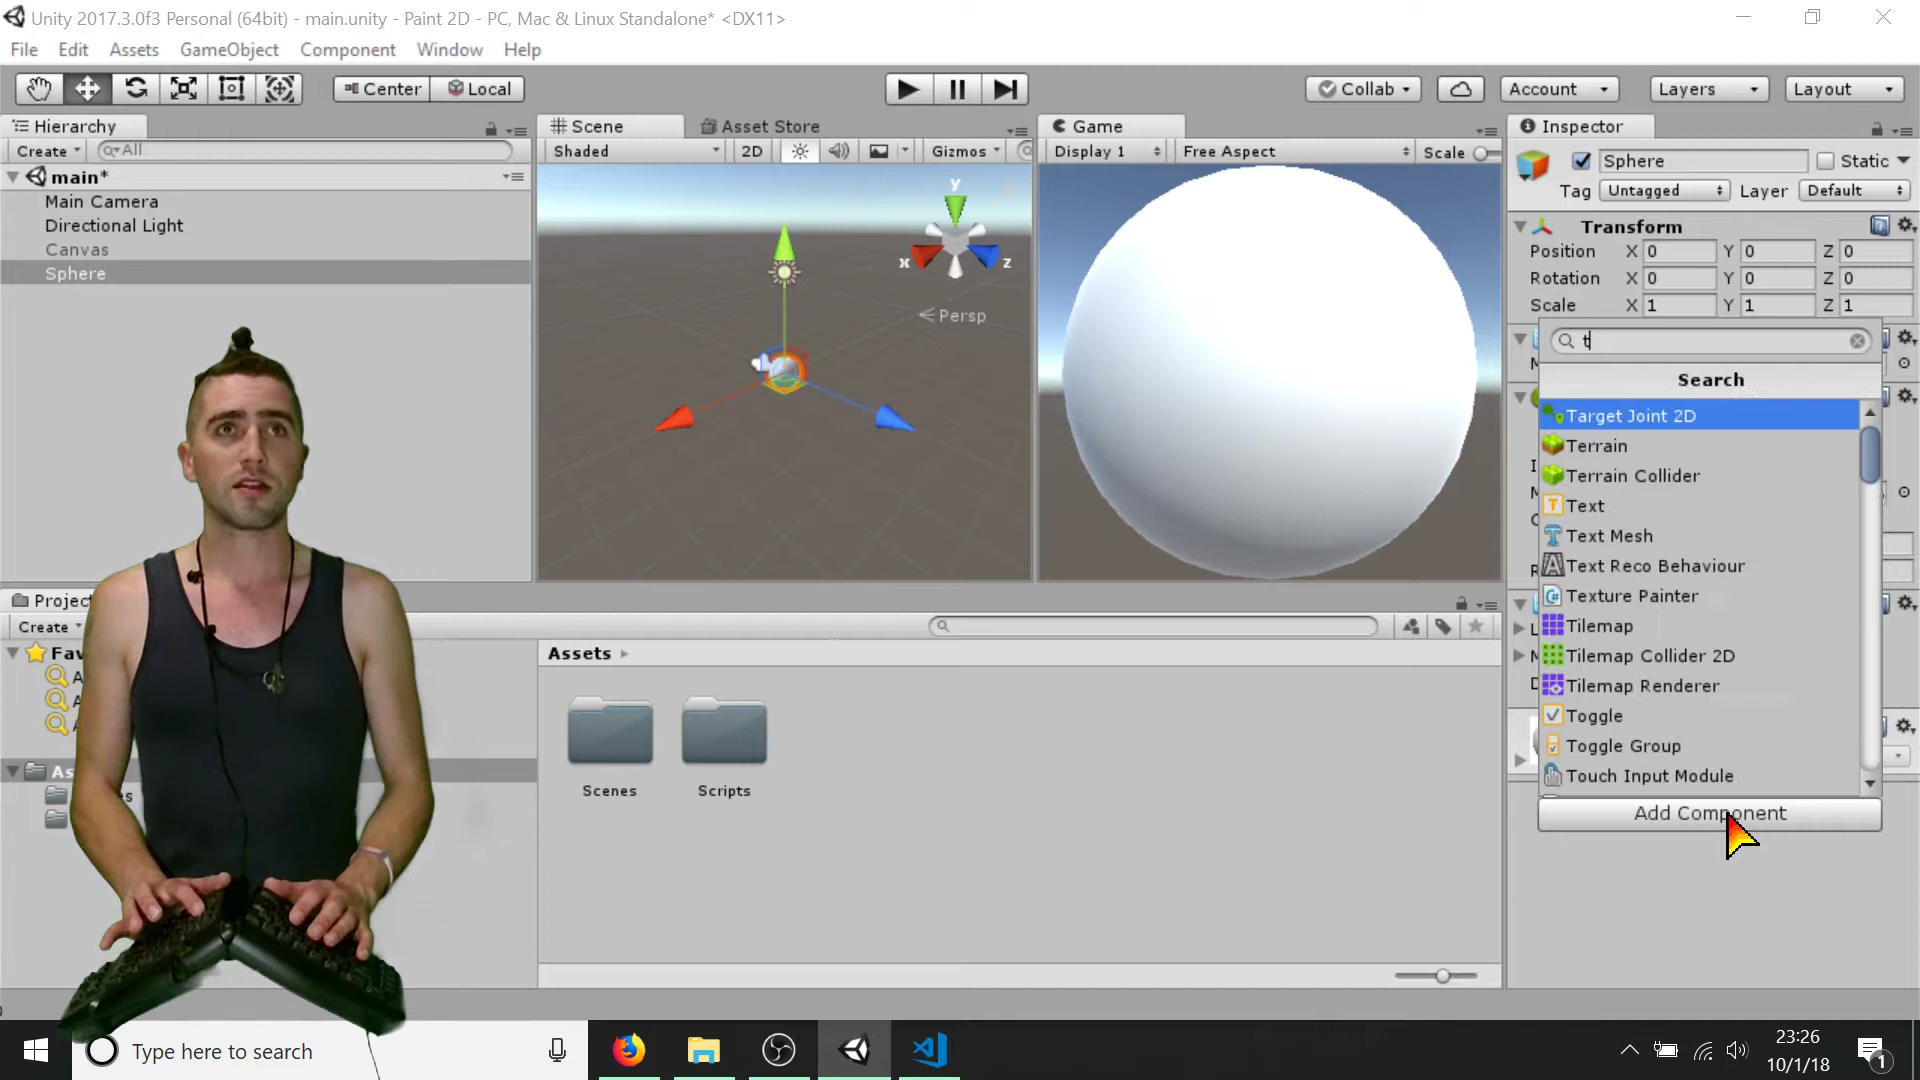 Unity 2017.3.0f3 Personal (64bit) - main.unity - Paint 2D - PC, Mac & Linux Standalone* <DX11>
File Edit Assets GameObject Component Window Help
Center Local Collab Account Layers Layout
Hierarchy
Create All
main*
Main Camera
Directional Light
Canvas
Sphere
Scene Asset Store
Shaded 2D Gizmos
y
x z
Persp
Game
Display 1 Free Aspect Scale
Inspector
Sphere Static
Tag Untagged Layer Default
Transform
Position X 0 Y 0 Z 0
Rotation X 0 Y 0 Z 0
Scale X 1 Y 1 Z 1
t
Search
Target Joint 2D
Terrain
Terrain Collider
Text
Text Mesh
Text Reco Behaviour
Texture Painter
Tilemap
Tilemap Collider 2D
Tilemap Renderer
Toggle
Toggle Group
Touch Input Module
Add Component
Project
Create
Fav
As
Assets
Scenes Scripts
Type here to search
23:26
10/1/18
1